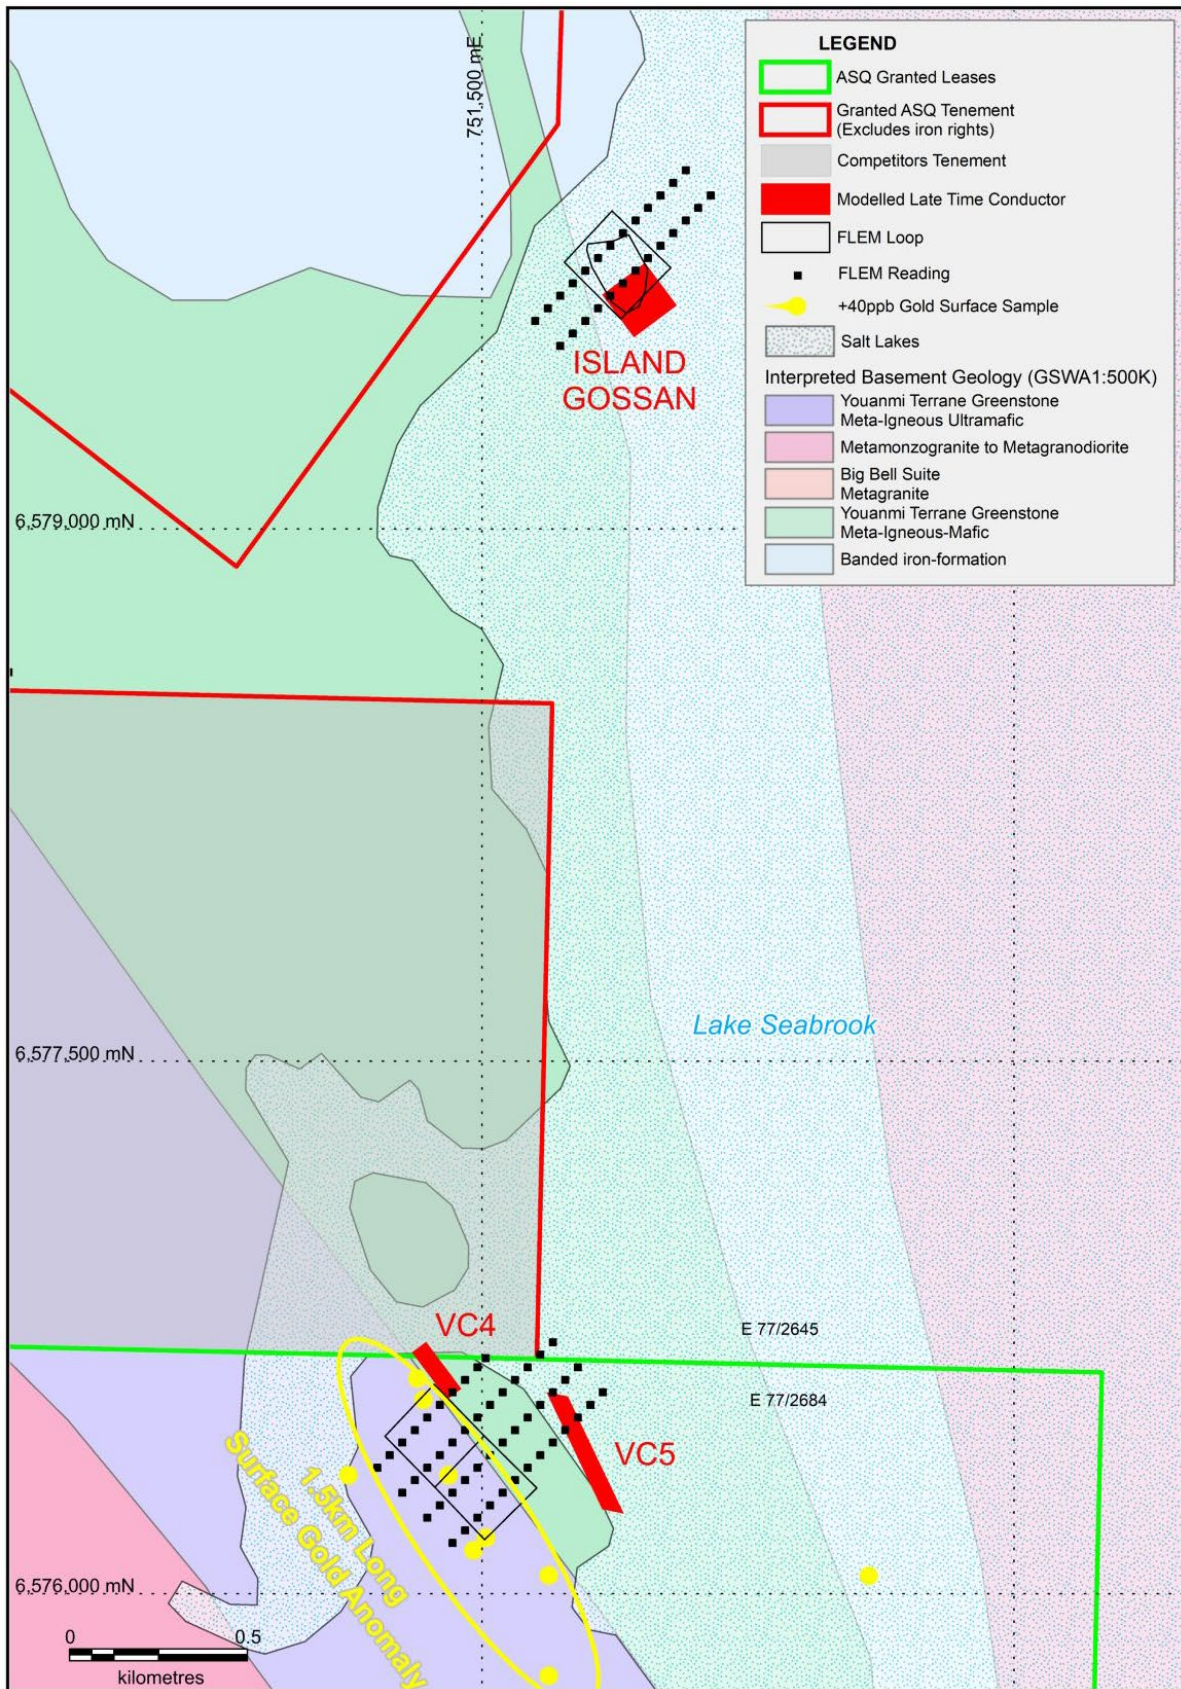 751,500 mE
LEGEND
ASQ Granted Leases
Granted ASQ Tenement
(Excludes iron rights)
Competitors Tenement
Modelled Late Time Conductor
FLEM Loop
FLEM Reading
+40ppb Gold Surface Sample
Salt Lakes
Interpreted Basement Geology (GSWA1:500K)
Youanmi Terrane Greenstone
Meta-Igneous Ultramafic
Metamonzogranite to Metagranodiorite
Big Bell Suite
Metagranite
Youanmi Terrane Greenstone
Meta-Igneous-Mafic
Banded iron-formation
ISLAND
GOSSAN
6,579,000 mN
Lake Seabrook
6,577,500 mN
VC4
E 77/2645
E 77/2684
VC5
1.5km Long
Surface Gold Anomaly
6,576,000 mN
0 0.5
kilometres